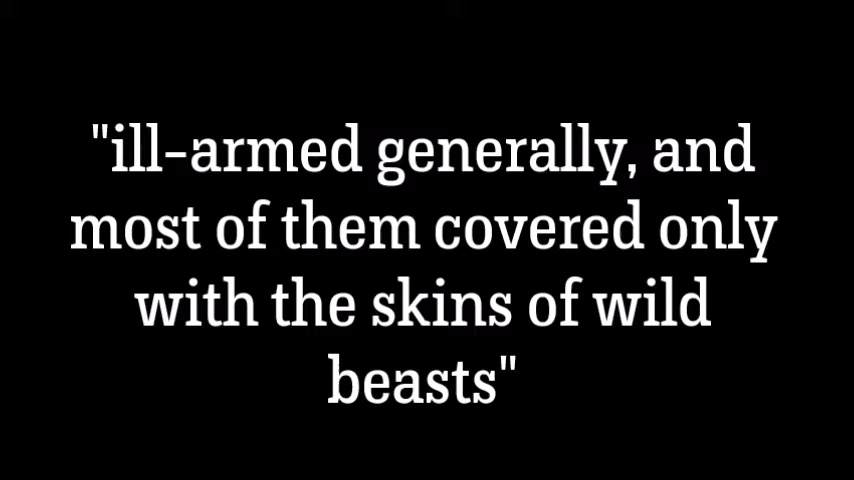 "ill-armed generally, and
most of them covered only
with the skins of wild
beasts"